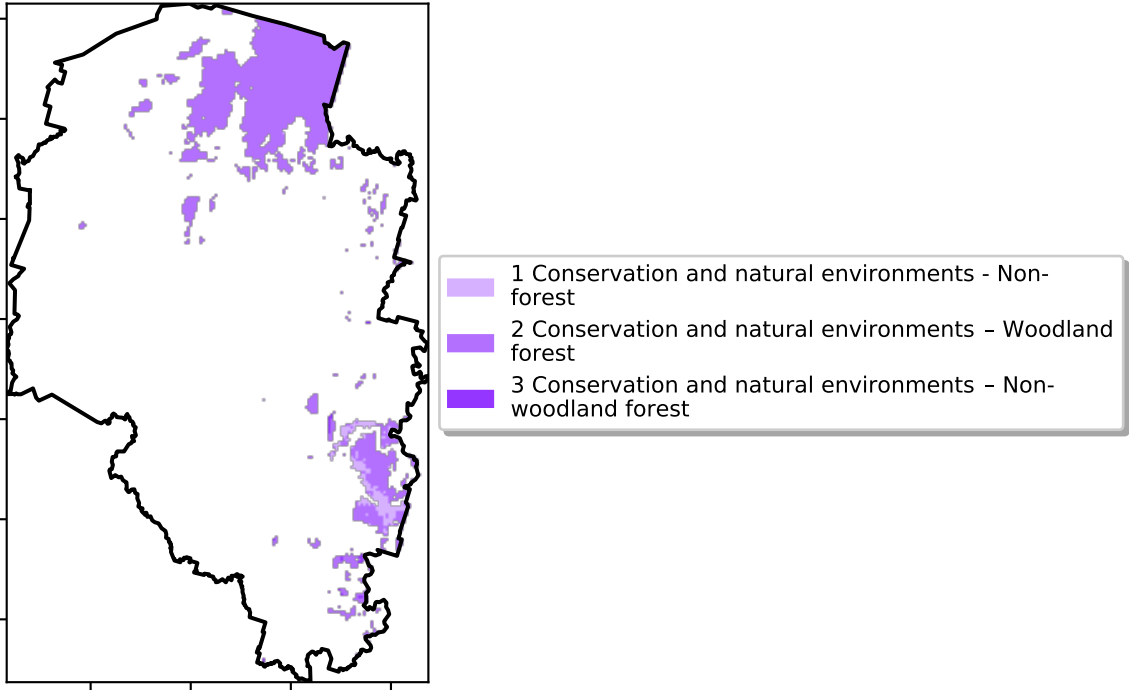 1 Conservation and natural environments - Non-
forest
2 Conservation and natural environments – Woodland
forest
3 Conservation and natural environments – Non-
woodland forest